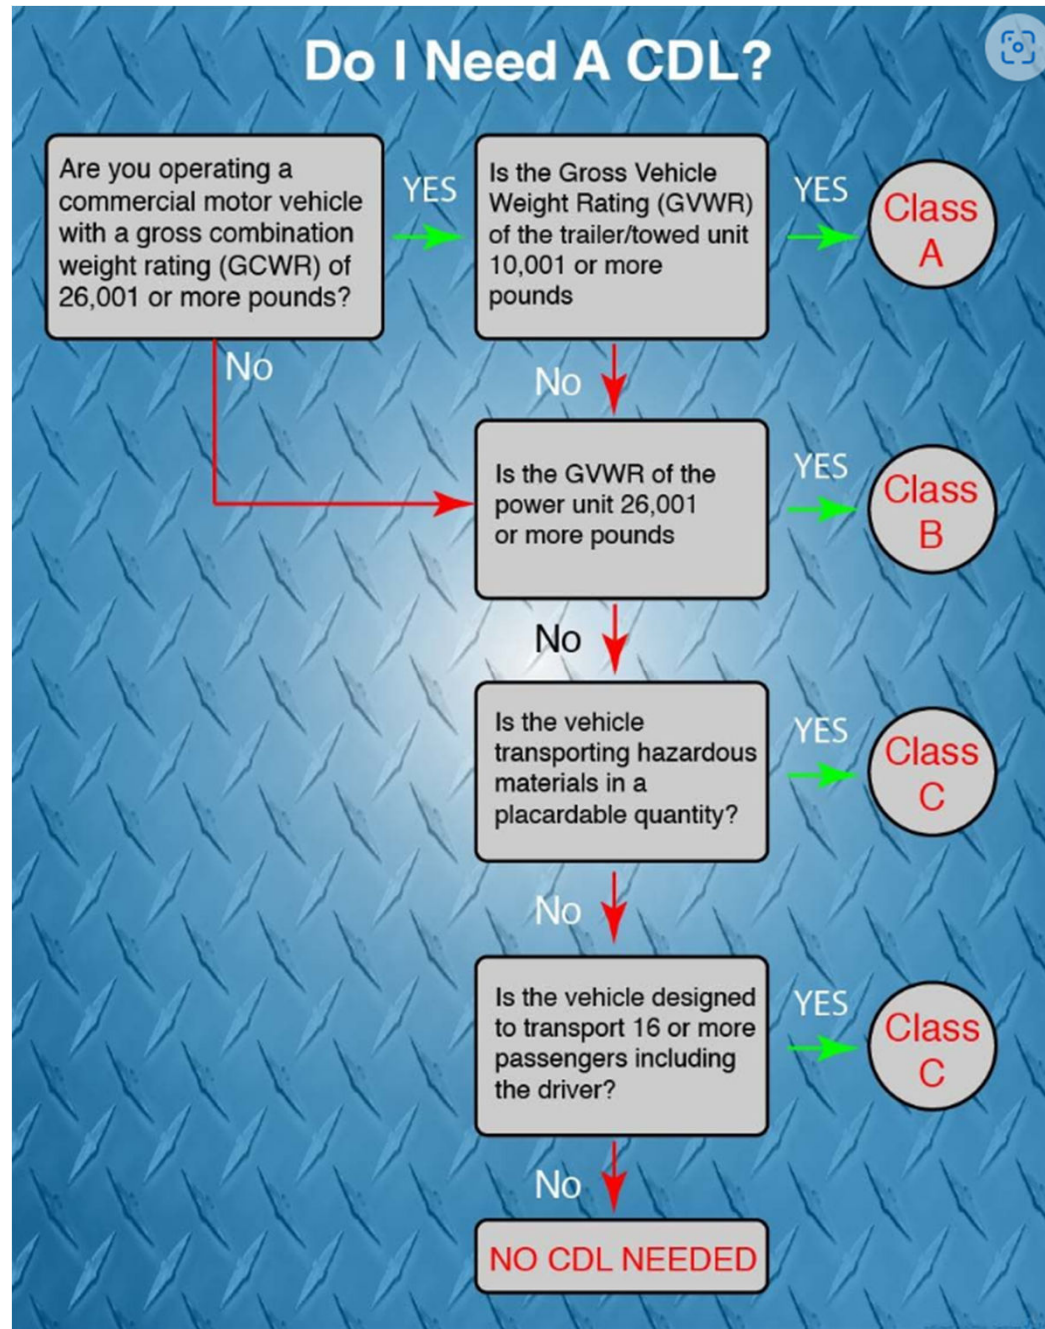 Do I Need A CDL?
Are you operating a
commercial motor vehicle
with a gross combination
weight rating (GCWR) of
26,001 or more pounds?
YES
Is the Gross Vehicle
Weight Rating (GVWR)
of the trailer/towed unit
10,001 or more
pounds
YES
Class
A
No
No
Is the GVWR of the
power unit 26,001
or more pounds
YES
Class
B
No
Is the vehicle
transporting hazardous
materials in a
placardable quantity?
YES
Class
C
No
Is the vehicle designed
to transport 16 or more
passengers including
the driver?
YES
Class
C
No
NO CDL NEEDED